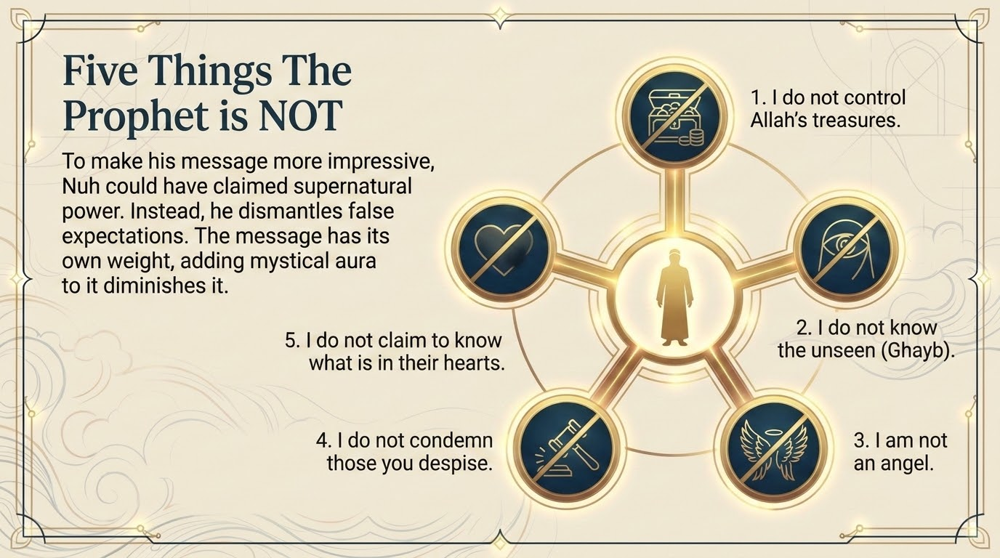 Five Things The
Prophet is NOT
To make his message more impressive,
Nuh could have claimed supernatural
power. Instead, he dismantles false
expectations. The message has its
own weight, adding mystical aura
to it diminishes it.
1. I do not control
Allah’s treasures.
2. I do not know
the unseen (Ghayb).
3. I am not
an angel.
4. I do not condemn
those you despise.
5. I do not claim to know
what is in their hearts.